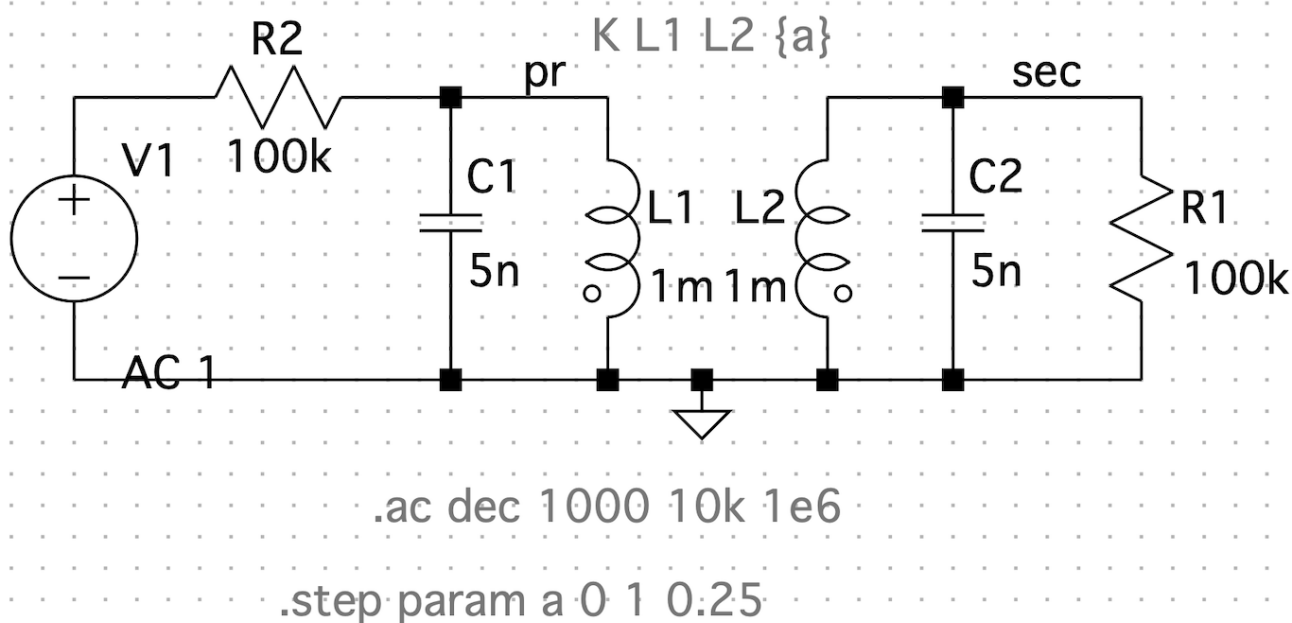 K L1 L2 {a}
R2
pr
sec
V1
100k
C1
C2
L1
L2
R1
5n
1m
1m
5n
100k
AC 1
.ac dec 1000 10k 1e6
.step param a 0 1 0.25